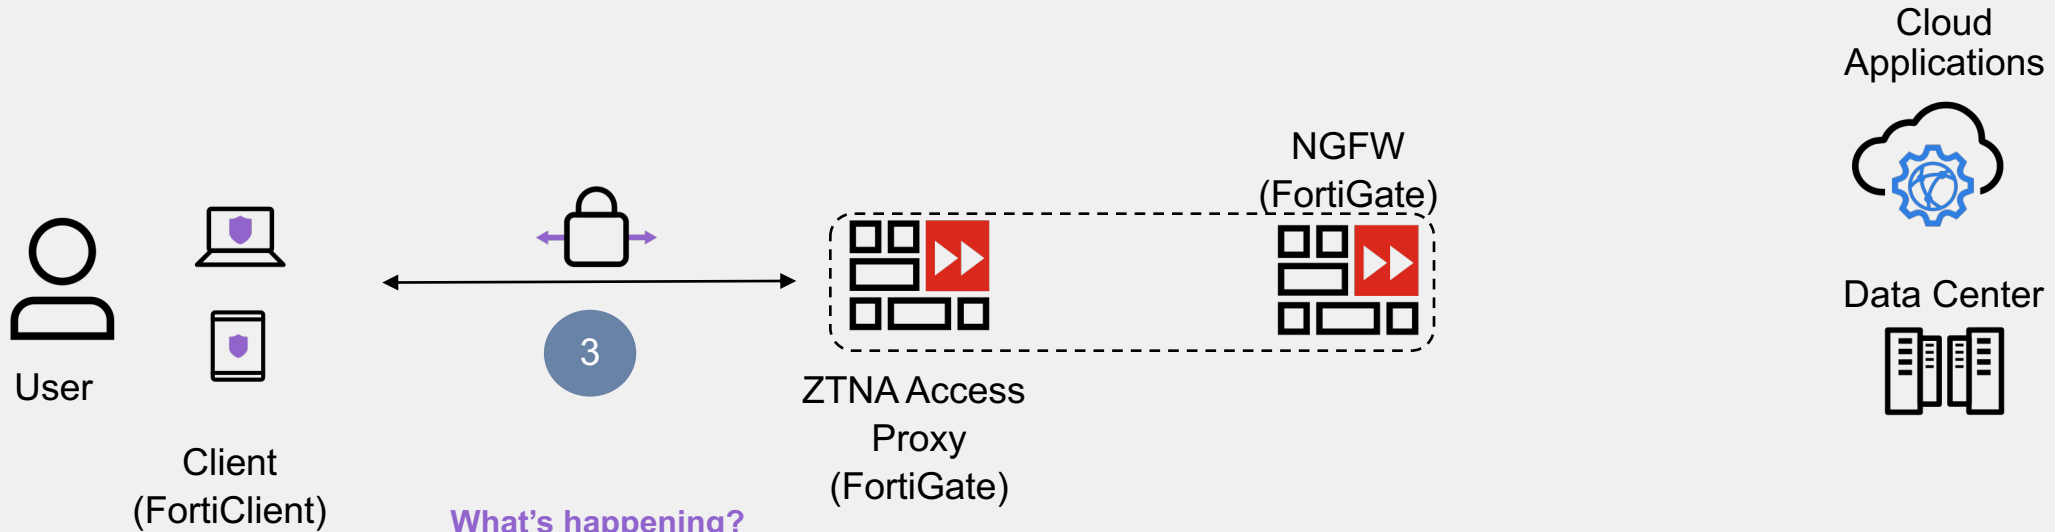 Cloud
Applications
NGFW
(FortiGate)
Data Center
3
User
ZTNA Access
Proxy
(FortiGate)
Client
(FortiClient)
What's happening?